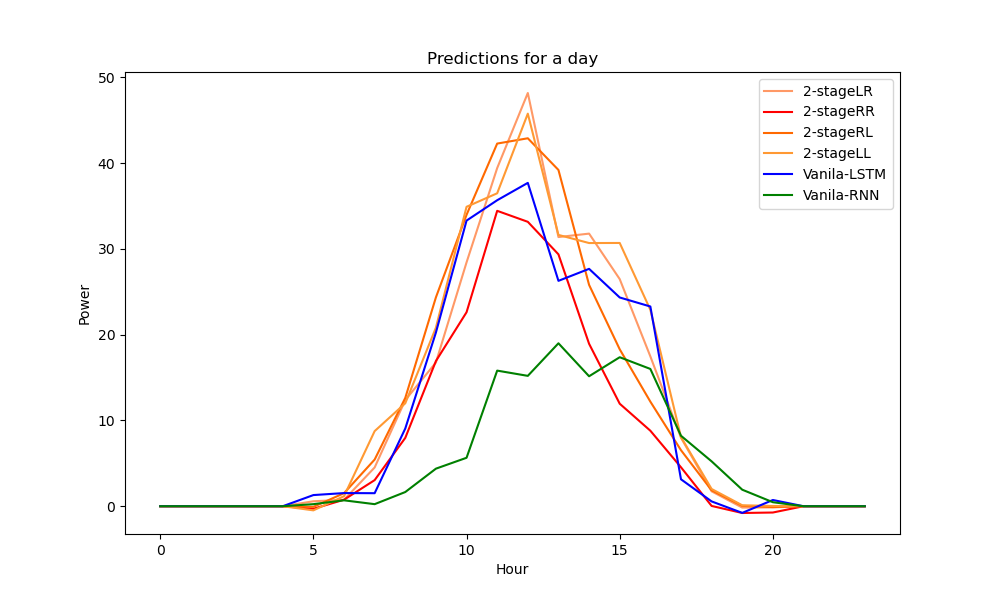 Predictions for a day
50
40
30
20
10
0
Power
0 5 10 15 20
Hour
2-stageLR
2-stageRR
2-stageRL
2-stageLL
Vanila-LSTM
Vanila-RNN